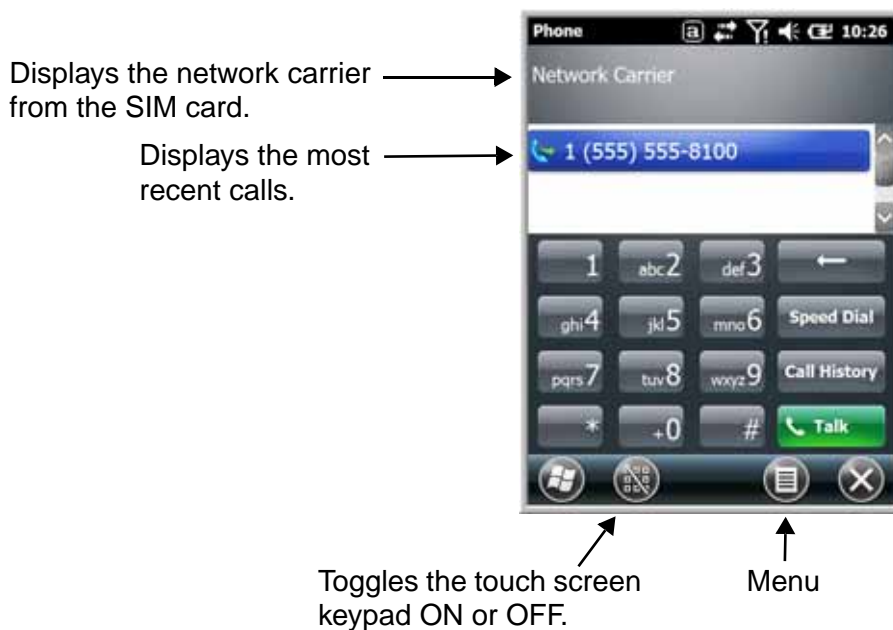 Phone a 10:26
Displays the network carrier
from the SIM card.
Network Carrier
Displays the most
recent calls.
1 (555) 555-8100
1 abc2 def3
ghi4 jkl5 mno6 Speed Dial
pqrs7 tuv8 wxyz9 Call History
* +0 # Talk
Toggles the touch screen
keypad ON or OFF.
Menu